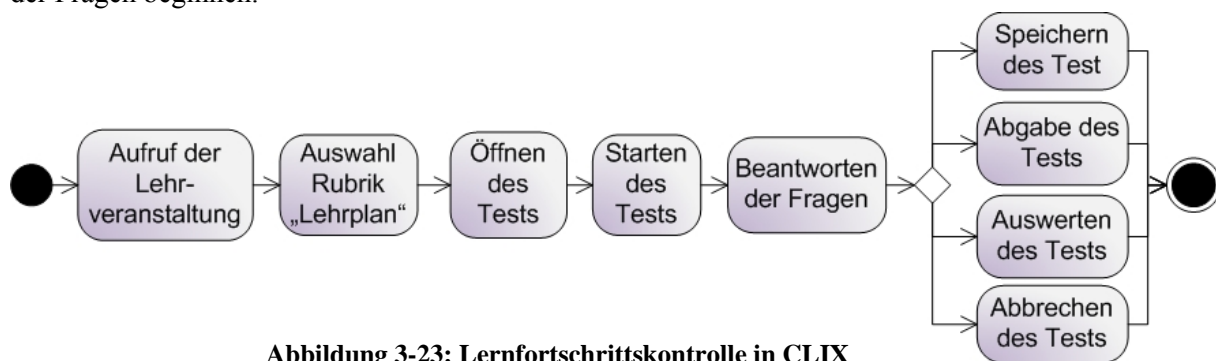 der Fragen beginnen.
Aufruf der
Lehr-
veranstaltung
Auswahl
Rubrik
„Lehrplan“
Öffnen
des
Tests
Starten
des
Tests
Beantworten
der Fragen
Speichern
des Test
Abgabe des
Tests
Auswerten
des Tests
Abbrechen
des Tests
Abbildung 3-23: Lernfortschrittskontrolle in CLIX